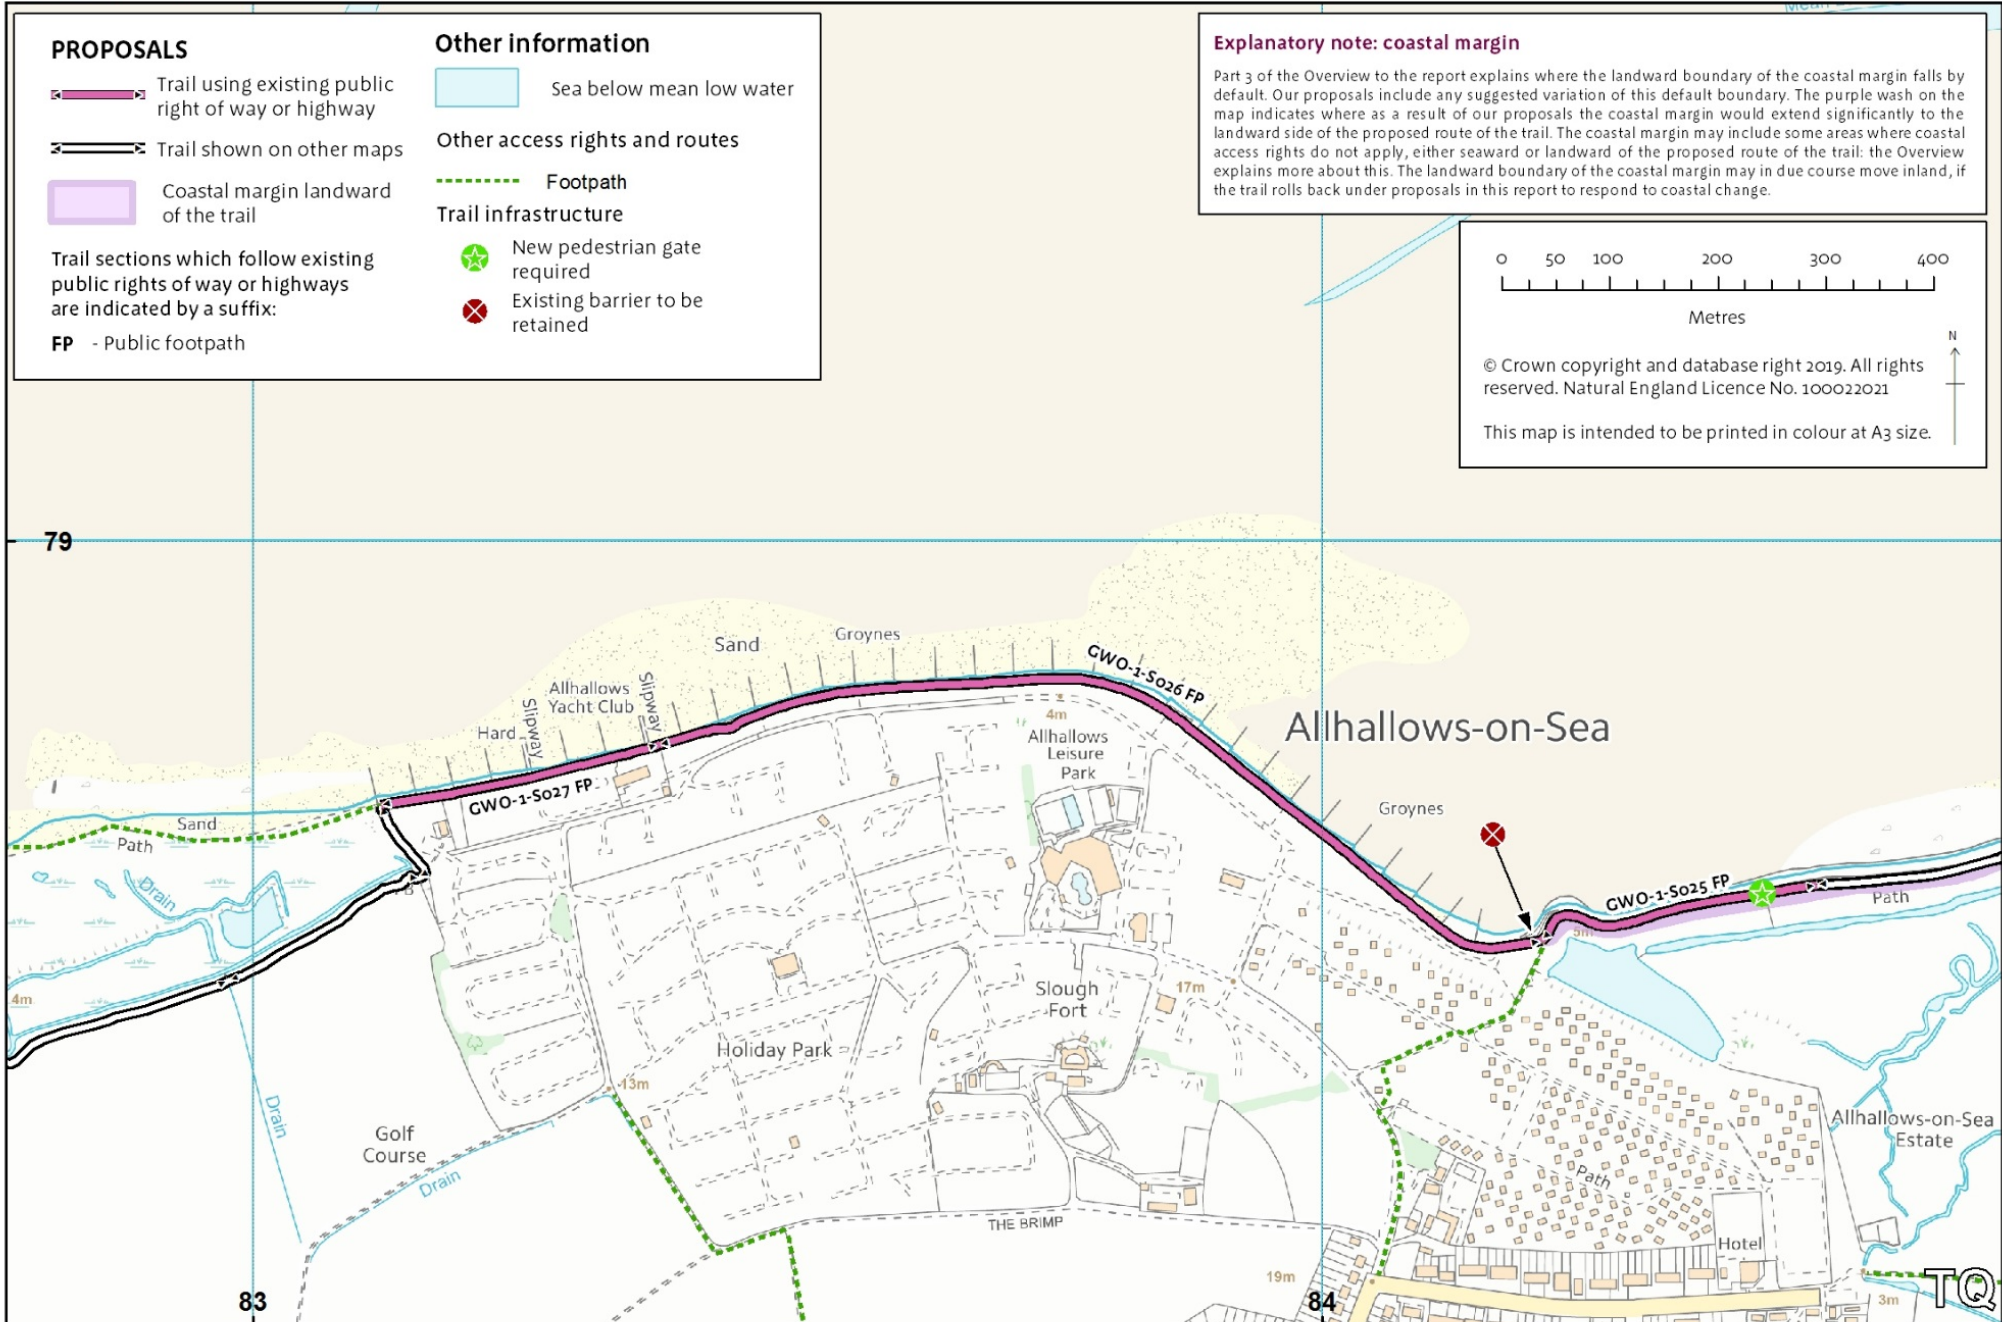 PROPOSALS
Trail using existing public
right of way or highway
Trail shown on other maps
Coastal margin landward
of the trail
Trail sections which follow existing
public rights of way or highways
are indicated by a suffix:
FP - Public footpath
Other information
Sea below mean low water
Other access rights and routes
Footpath
Trail infrastructure
New pedestrian gate
required
Existing barrier to be
retained
Explanatory note: coastal margin
Part 3 of the Overview to the report explains where the landward boundary of the coastal margin falls by
default. Our proposals include any suggested variation of this default boundary. The purple wash on the
map indicates where as a result of our proposals the coastal margin would extend significantly to the
landward side of the proposed route of the trail. The coastal margin may include some areas where coastal
access rights do not apply, either seaward or landward of the proposed route of the trail: the Overview
explains more about this. The landward boundary of the coastal margin may in due course move inland, if
the trail rolls back under proposals in this report to respond to coastal change.
0 50 100 200 300 400
Metres
N
© Crown copyright and database right 2019. All rights
reserved. Natural England Licence No. 100022021
This map is intended to be printed in colour at A3 size.
79
Sand
Groynes
GWO-1-S026 FP
Allhallows
Yacht Club
Slipway
Slipway
Hard
4m
Allhallows
Leisure
Park
Allhallows-on-Sea
GWO-1-S027 FP
Groynes
Sand
Path
Drain
GWO-1-S025 FP
Path
5m
4m
Slough
Fort
17m
Holiday Park
13m
Drain
Golf
Course
Drain
Allhallows-on-Sea
Estate
Path
THE BRIMP
Hotel
19m
3m
TQ
83
84